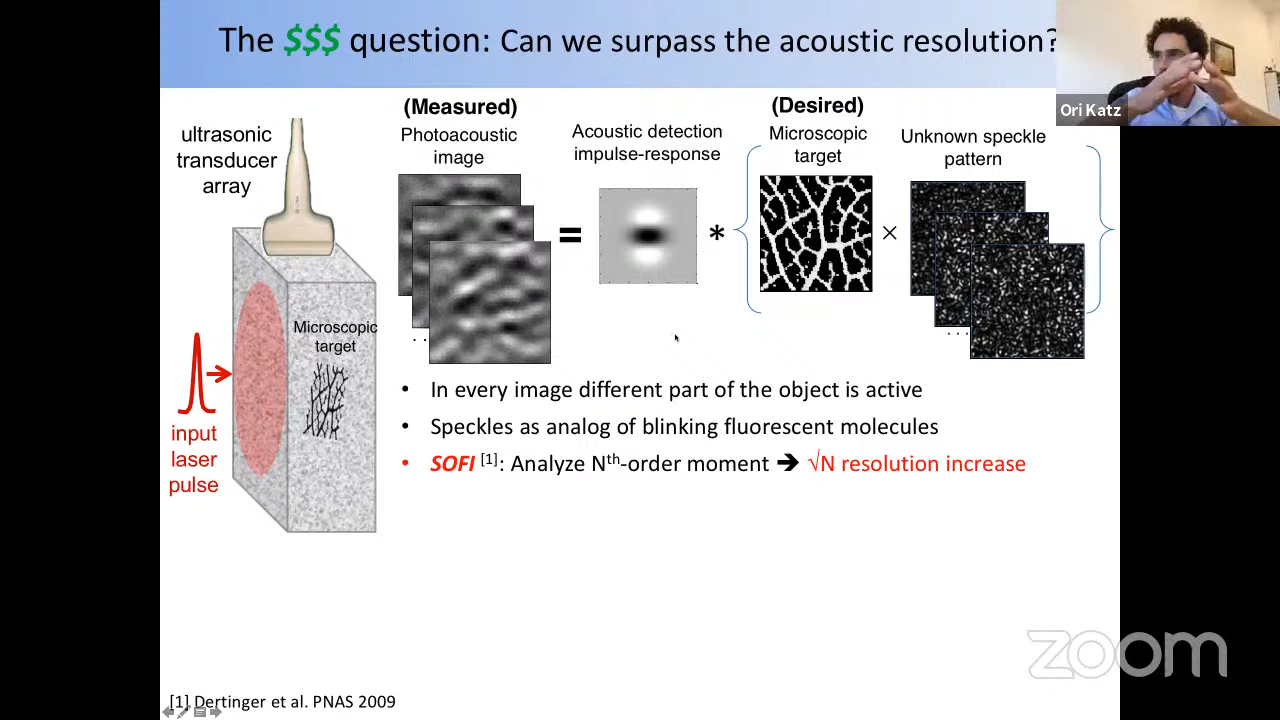 The $$$ question: Can we surpass the acoustic resolution?
Ori Katz
ultrasonic
transducer
array
(Measured)
Photoacoustic
image
Acoustic detection
impulse-response
(Desired)
Microscopic
target
Unknown speckle
pattern
=
*
×
. .
. . .
Microscopic
target
input
laser
pulse
• In every image different part of the object is active
• Speckles as analog of blinking fluorescent molecules
• SOFI [1]: Analyze Nth-order moment ➔ √N resolution increase
zoom
[1] Dertinger et al. PNAS 2009